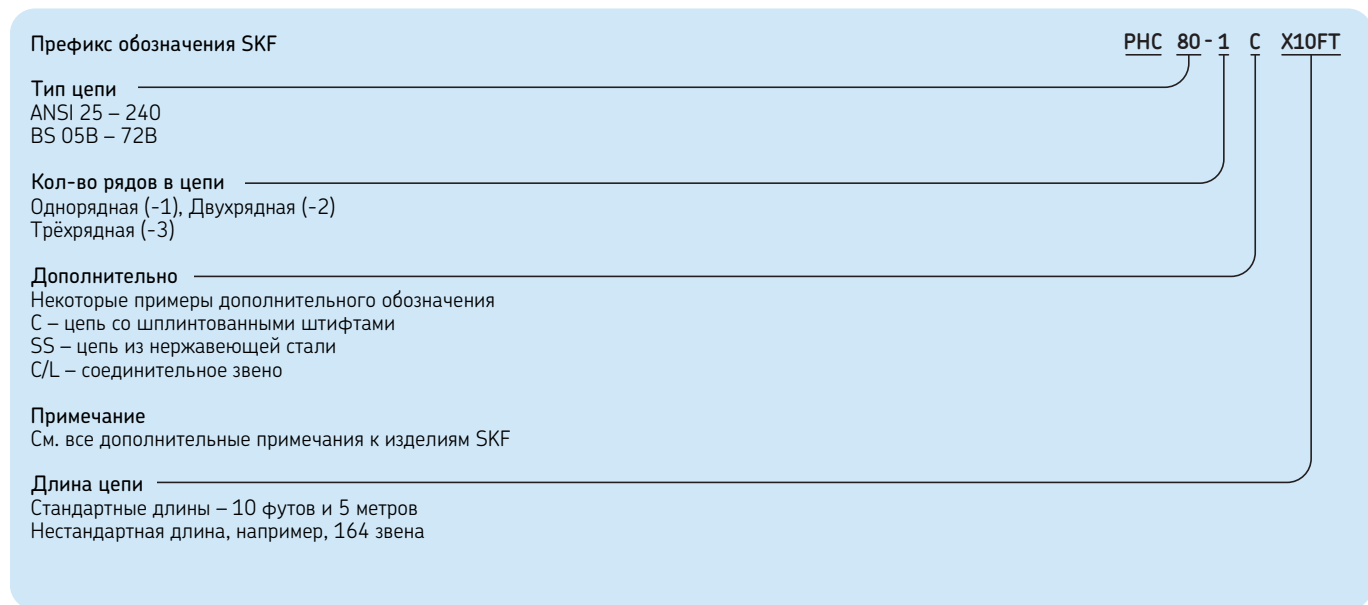 Префикс обозначения SKF PHC 80-1 C X10FT
Тип цепи
ANSI 25 – 240
BS 05B – 72B
Кол-во рядов в цепи
Однорядная (-1), Двухрядная (-2)
Трёхрядная (-3)
Дополнительно
Некоторые примеры дополнительного обозначения
C – цепь со шплинтованными штифтами
SS – цепь из нержавеющей стали
C/L – соединительное звено
Примечание
См. все дополнительные примечания к изделиям SKF
Длина цепи
Стандартные длины – 10 футов и 5 метров
Нестандартная длина, например, 164 звена